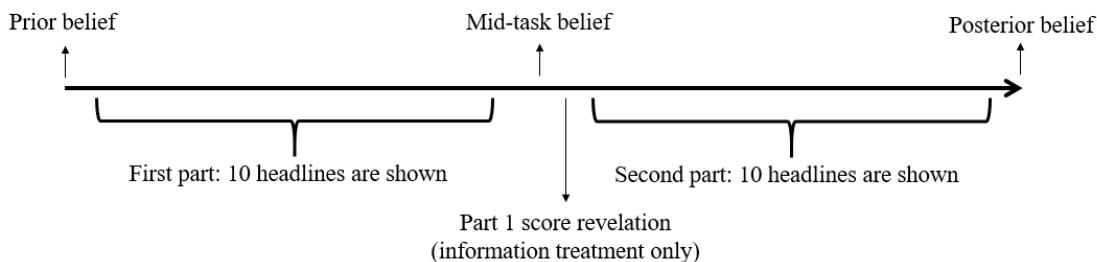 Prior belief
Mid-task belief
Posterior belief
First part: 10 headlines are shown
Second part: 10 headlines are shown
Part 1 score revelation
(information treatment only)